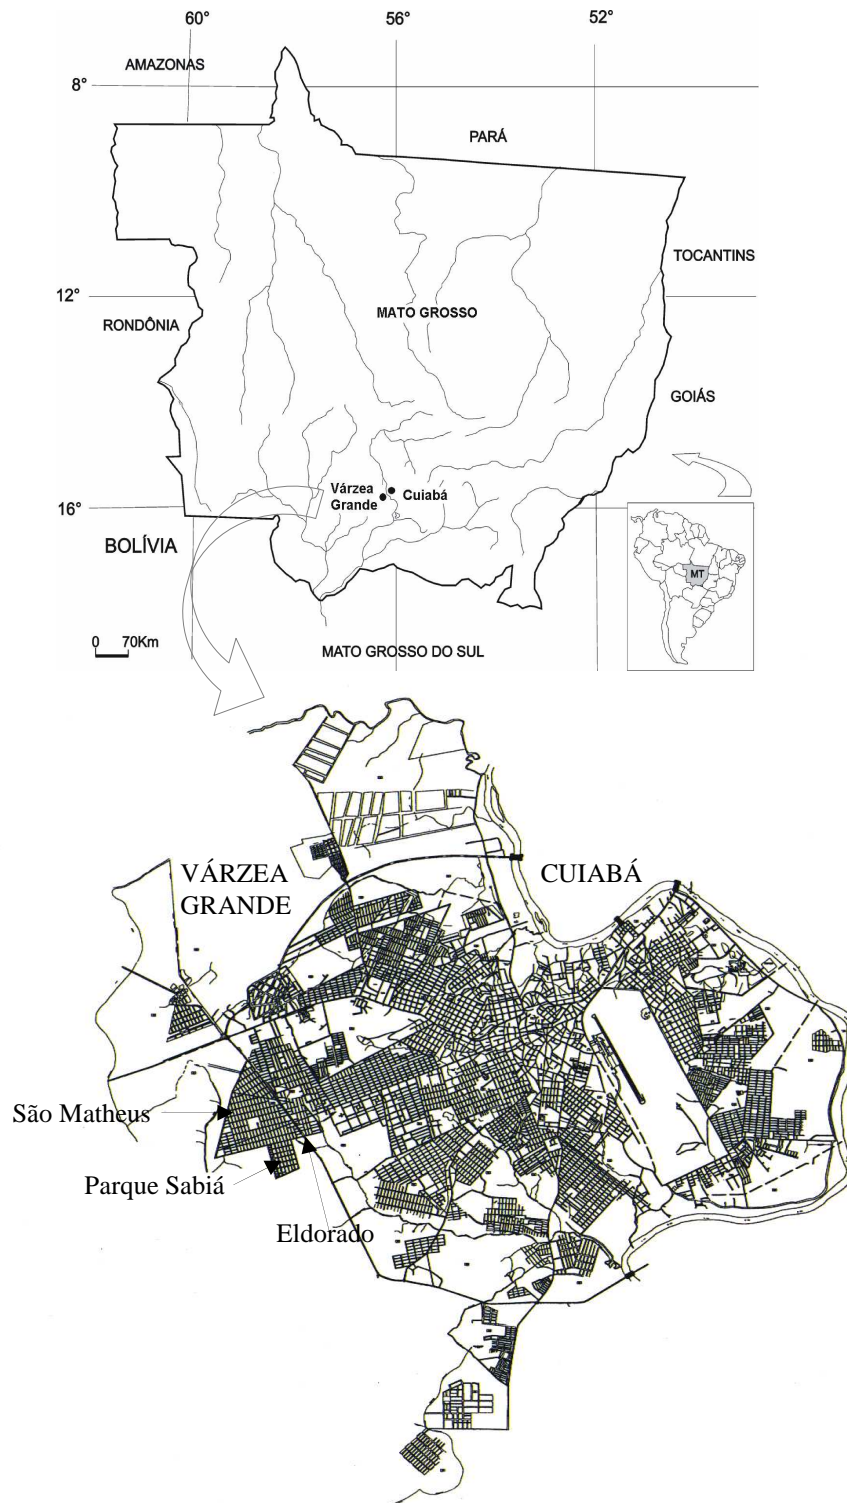 60°
56°
52°
AMAZONAS
8°
PARÁ
TOCANTINS
12°
MATO GROSSO
RONDÔNIA
GOIÁS
Várzea
Grande
Cuiabá
16°
BOLÍVIA
MT
0 70Km
MATO GROSSO DO SUL
VÁRZEA
GRANDE
CUIABÁ
São Matheus
Parque Sabiá
Eldorado